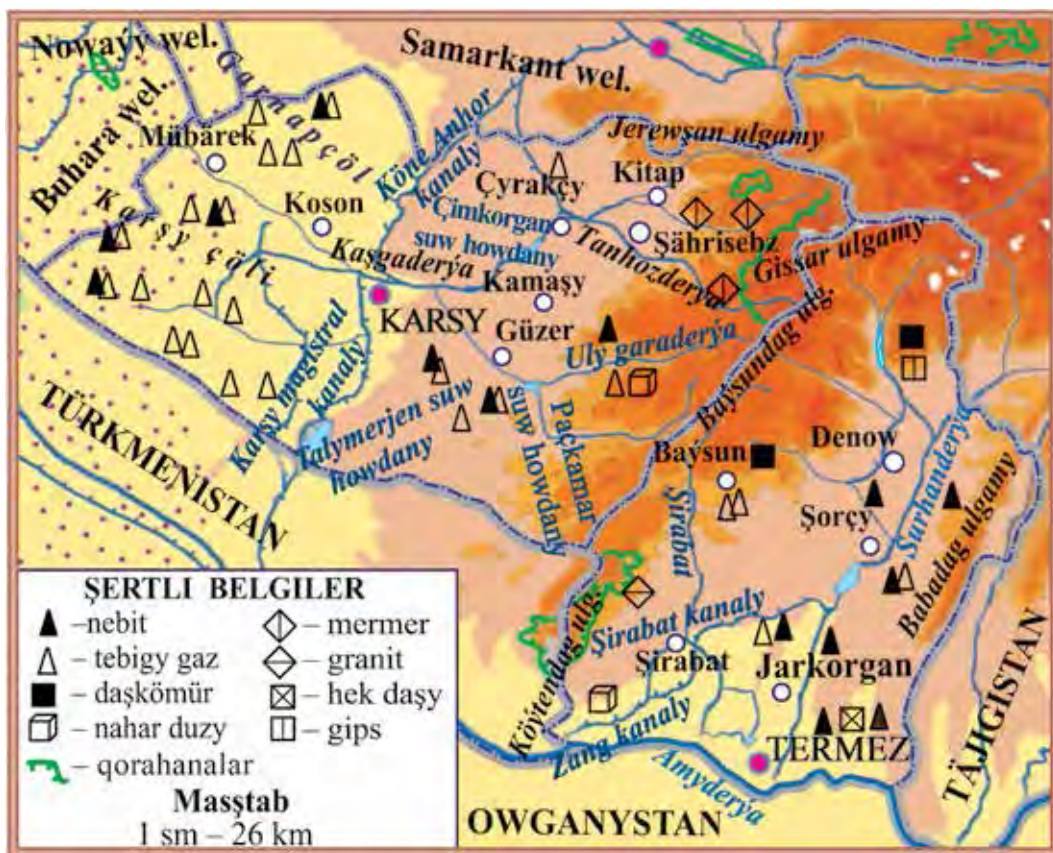 Nowaýy wel.
Samarkant wel.
Buhara wel.
Garnapçöl
Mübärek
Jerewşan ulgamy
Köne Anhor
kanaly
Çyrakçy
Kitap
Koson
Karşy çöli
Çimkorgan
suw howdany
Şährisebz
Tanhozderýa
Gissar ulgamy
Kaşgaderýa
Kamaşy
KARSY
Güzer
Uly garaderýa
Baýsundag ulg.
Karsy magistral
kanaly
Talymerjen suw
howdany
Packamar
suw howdany
TÜRKMENISTAN
Baýsun
Denow
Şirabat
Surhanderýa
Şorçy
Babadag ulgamy
Köýtendag ulg.
Şirabat kanaly
Şirabat
Jarkorgan
Zang kanaly
TERMEZ
Amyderýa
OWGANYSTAN
TÄJIGISTAN
ŞERTLI BELGILER
–nebit
– mermer
– tebigy gaz
– granit
– daşkömür
– hek daşy
– nahar duzy
– gips
– qorahanalar
Masştab
1 sm – 26 km